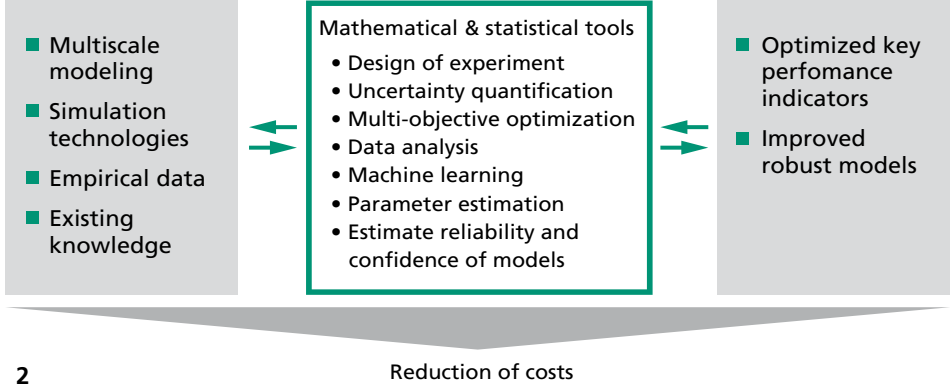 Multiscale
modeling
Simulation
technologies
Empirical data
Existing
knowledge
Mathematical & statistical tools
• Design of experiment
• Uncertainty quantification
• Multi-objective optimization
• Data analysis
• Machine learning
• Parameter estimation
• Estimate reliability and
confidence of models
Optimized key
perfomance
indicators
Improved
robust models
2
Reduction of costs